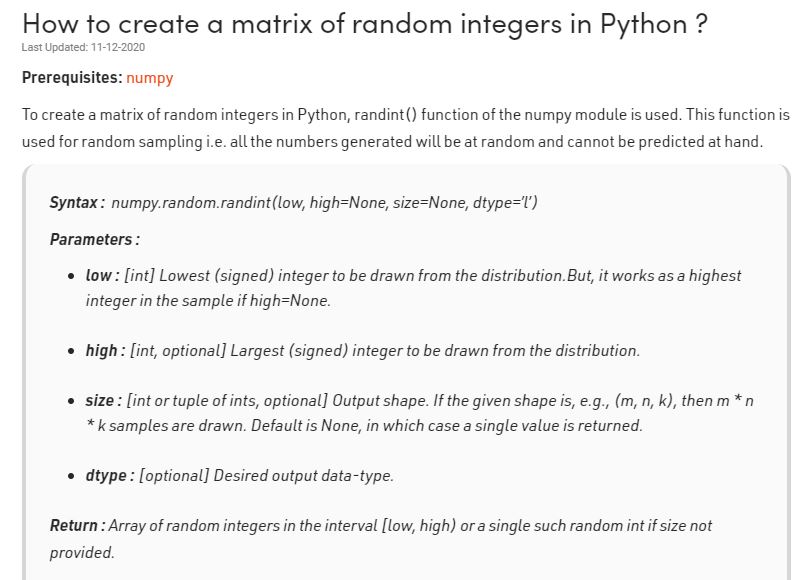 How to create a matrix of random integers in Python ?
Last Updated: 11-12-2020
Prerequisites: numpy
To create a matrix of random integers in Python, randint() function of the numpy module is used. This function is
used for random sampling i.e. all the numbers generated will be at random and cannot be predicted at hand.
Syntax : numpy.random.randint(low, high=None, size=None, dtype='l')
Parameters :
• low : [int] Lowest (signed) integer to be drawn from the distribution.But, it works as a highest
integer in the sample if high=None.
• high : [int, optional] Largest (signed) integer to be drawn from the distribution.
• size : [int or tuple of ints, optional] Output shape. If the given shape is, e.g., (m, n, k), then m * n
* k samples are drawn. Default is None, in which case a single value is returned.
• dtype : [optional] Desired output data-type.
Return : Array of random integers in the interval [low, high) or a single such random int if size not
provided.